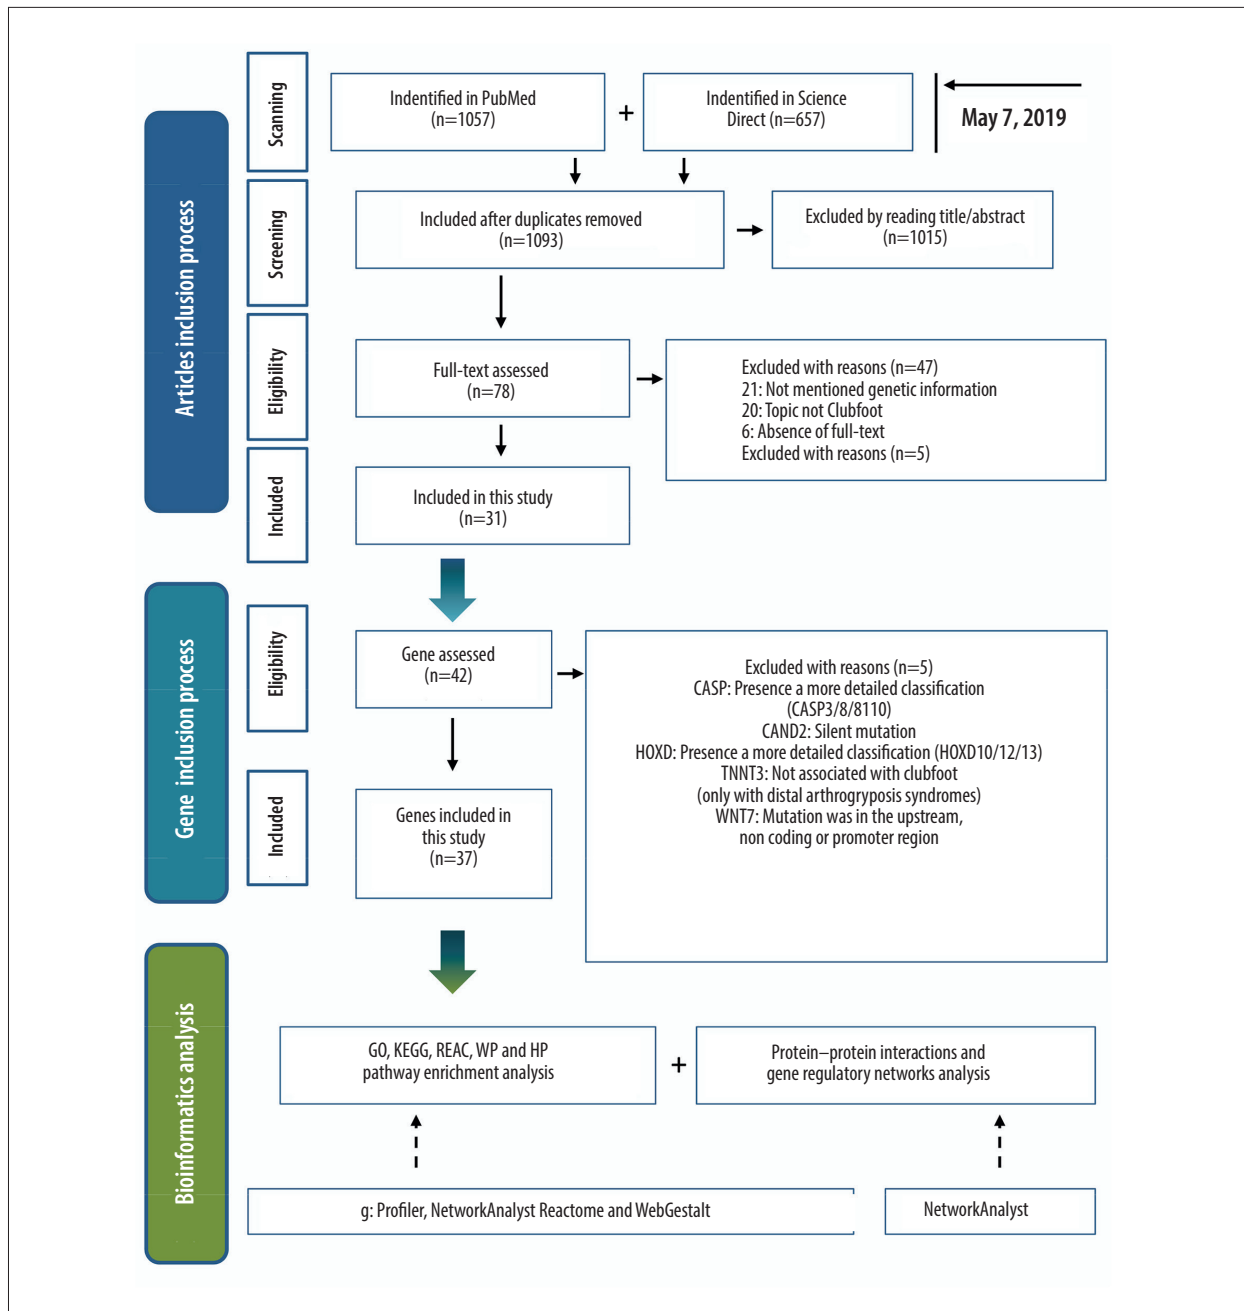 Articles inclusion process
Scanning
Indentified in PubMed
(n=1057)
+
Indentified in Science
Direct (n=657)
May 7, 2019
Screening
Included after duplicates removed
(n=1093)
Excluded by reading title/abstract
(n=1015)
Eligibility
Full-text assessed
(n=78)
Excluded with reasons (n=47)
21: Not mentioned genetic information
20: Topic not Clubfoot
6: Absence of full-text
Excluded with reasons (n=5)
Included
Included in this study
(n=31)
Gene inclusion process
Eligibility
Gene assessed
(n=42)
Excluded with reasons (n=5)
CASP: Presence a more detailed classification
(CASP3/8/8110)
CAND2: Silent mutation
HOXD: Presence a more detailed classification (HOXD10/12/13)
TNNT3: Not associated with clubfoot
(only with distal arthrogryposis syndromes)
WNT7: Mutation was in the upstream,
non coding or promoter region
Included
Genes included in
this study
(n=37)
Bioinformatics analysis
GO, KEGG, REAC, WP and HP
pathway enrichment analysis
+
Protein–protein interactions and
gene regulatory networks analysis
g: Profiler, NetworkAnalyst Reactome and WebGestalt
NetworkAnalyst